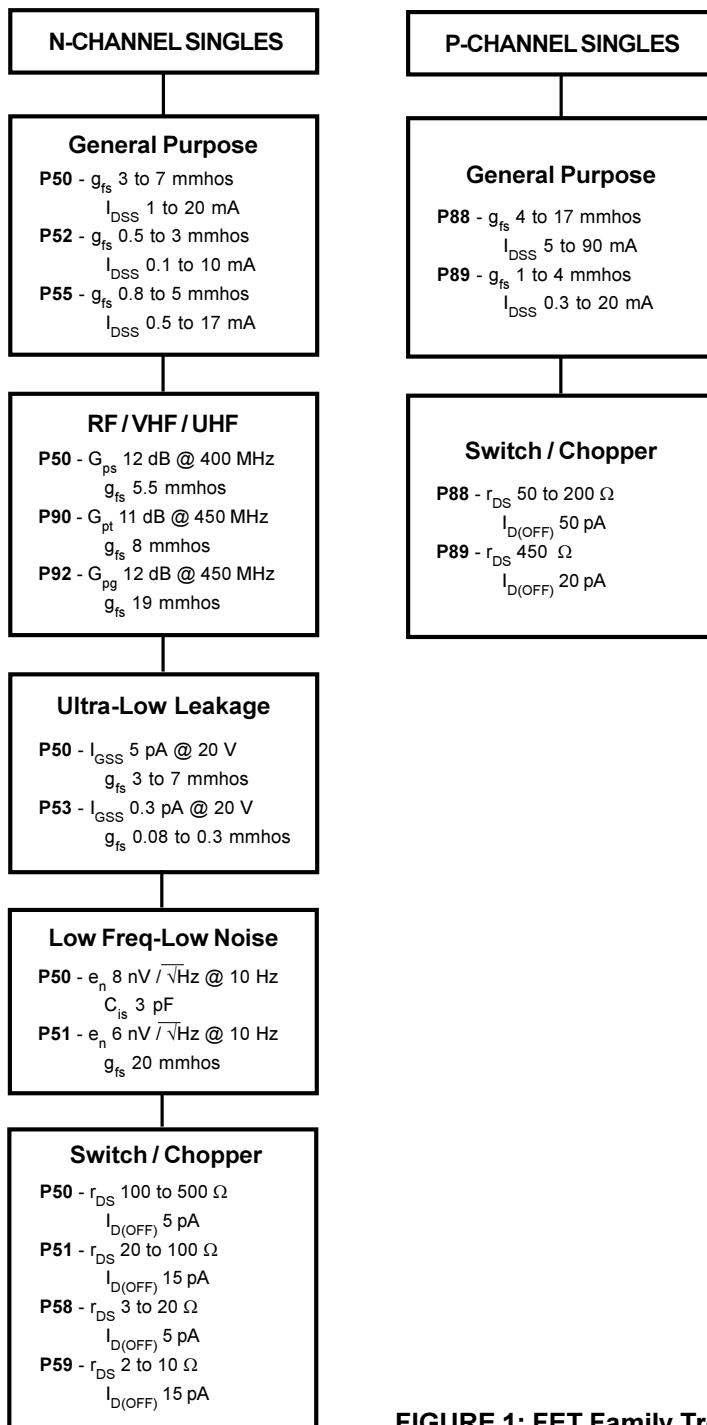 N-CHANNEL SINGLES
General Purpose
P50 - gfs 3 to 7 mmhos
IDSS 1 to 20 mA
P52 - gfs 0.5 to 3 mmhos
IDSS 0.1 to 10 mA
P55 - gfs 0.8 to 5 mmhos
IDSS 0.5 to 17 mA
RF / VHF / UHF
P50 - Gps 12 dB @ 400 MHz
gfs 5.5 mmhos
P90 - Gpt 11 dB @ 450 MHz
gfs 8 mmhos
P92 - Gpg 12 dB @ 450 MHz
gfs 19 mmhos
Ultra-Low Leakage
P50 - IGSS 5 pA @ 20 V
gfs 3 to 7 mmhos
P53 - IGSS 0.3 pA @ 20 V
gfs 0.08 to 0.3 mmhos
Low Freq-Low Noise
P50 - en 8 nV / √Hz @ 10 Hz
Cis 3 pF
P51 - en 6 nV / √Hz @ 10 Hz
gfs 20 mmhos
Switch / Chopper
P50 - rDS 100 to 500 Ω
ID(OFF) 5 pA
P51 - rDS 20 to 100 Ω
ID(OFF) 15 pA
P58 - rDS 3 to 20 Ω
ID(OFF) 5 pA
P59 - rDS 2 to 10 Ω
ID(OFF) 15 pA
P-CHANNEL SINGLES
General Purpose
P88 - gfs 4 to 17 mmhos
IDSS 5 to 90 mA
P89 - gfs 1 to 4 mmhos
IDSS 0.3 to 20 mA
Switch / Chopper
P88 - rDS 50 to 200 Ω
ID(OFF) 50 pA
P89 - rDS 450 Ω
ID(OFF) 20 pA
FIGURE 1: FET Family